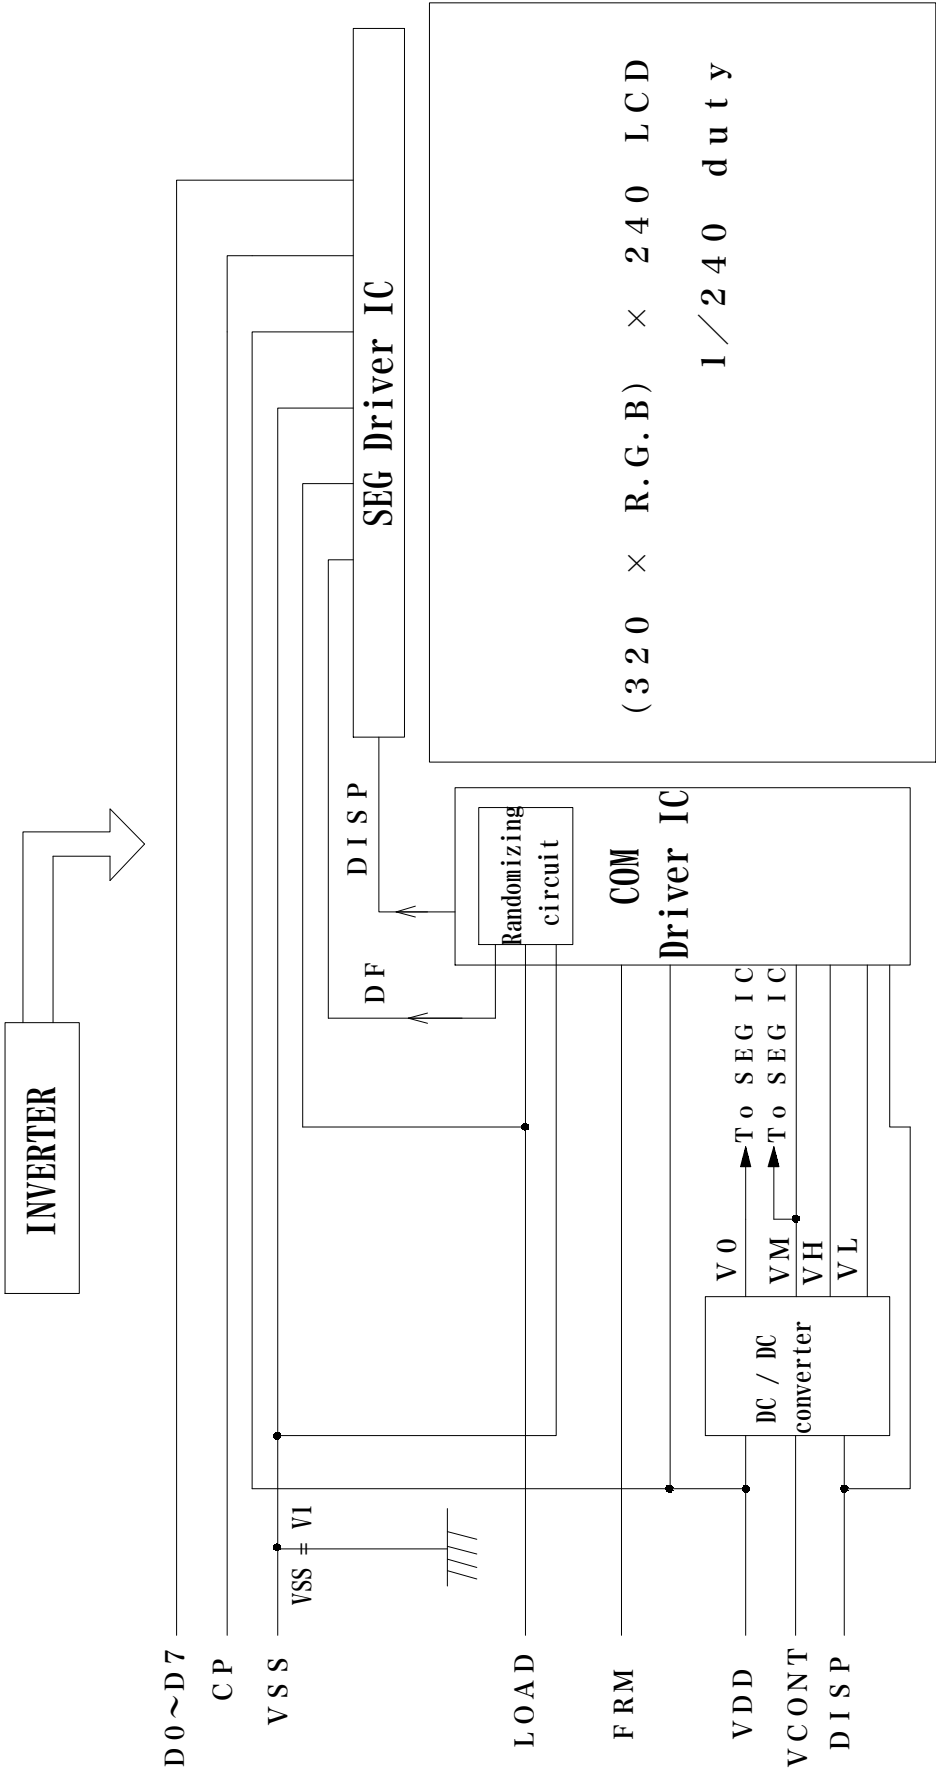 INVERTER
D0~D7
CP
VSS
VSS = V1
LOAD
FRM
VDD
VCONT
DISP
SEG Driver IC
DISP
DF
Randomizing
circuit
COM
Driver IC
To SEG IC
To SEG IC
V0
VM
VH
VL
DC / DC
converter
(320 × R.G.B) × 240 LCD
1/240 duty